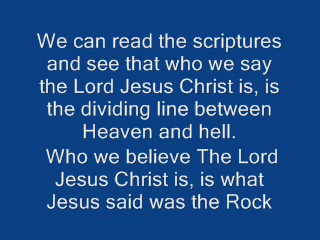 We can read the scriptures
and see that who we say
the Lord Jesus Christ is, is
the dividing line between
Heaven and hell.
Who we believe The Lord
Jesus Christ is, is what
Jesus said was the Rock